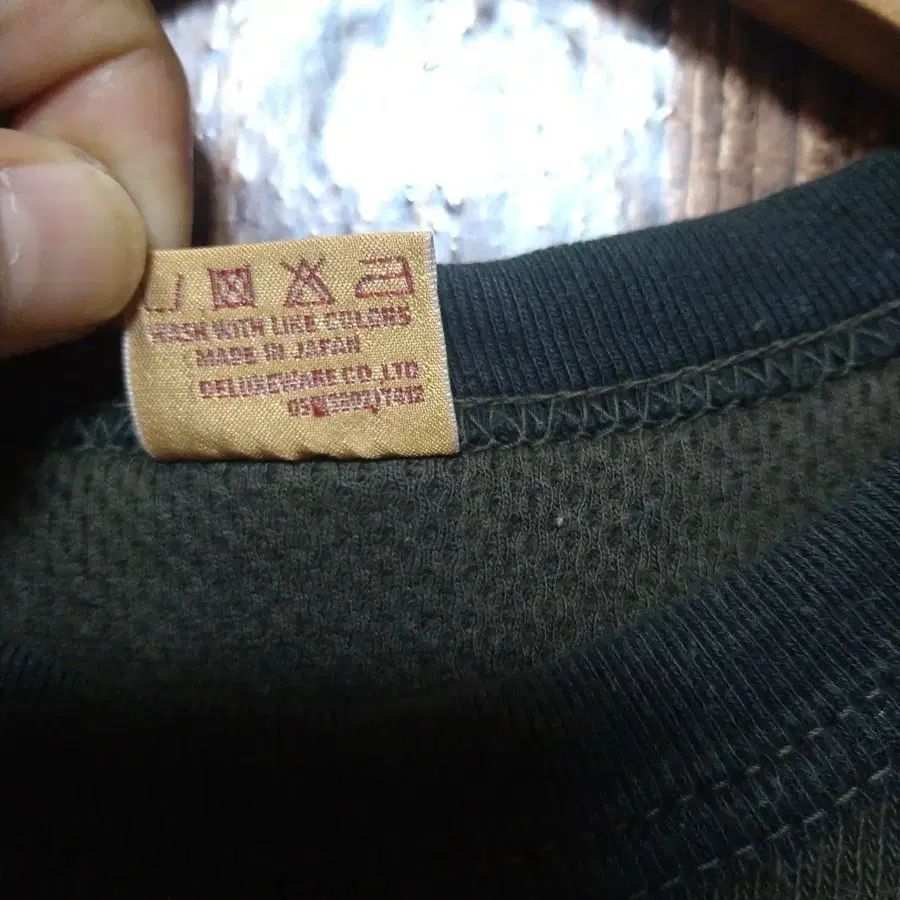 WASH WITH LIKE COLORS
MADE IN JAPAN
DELUXEWARE CO.,LTD